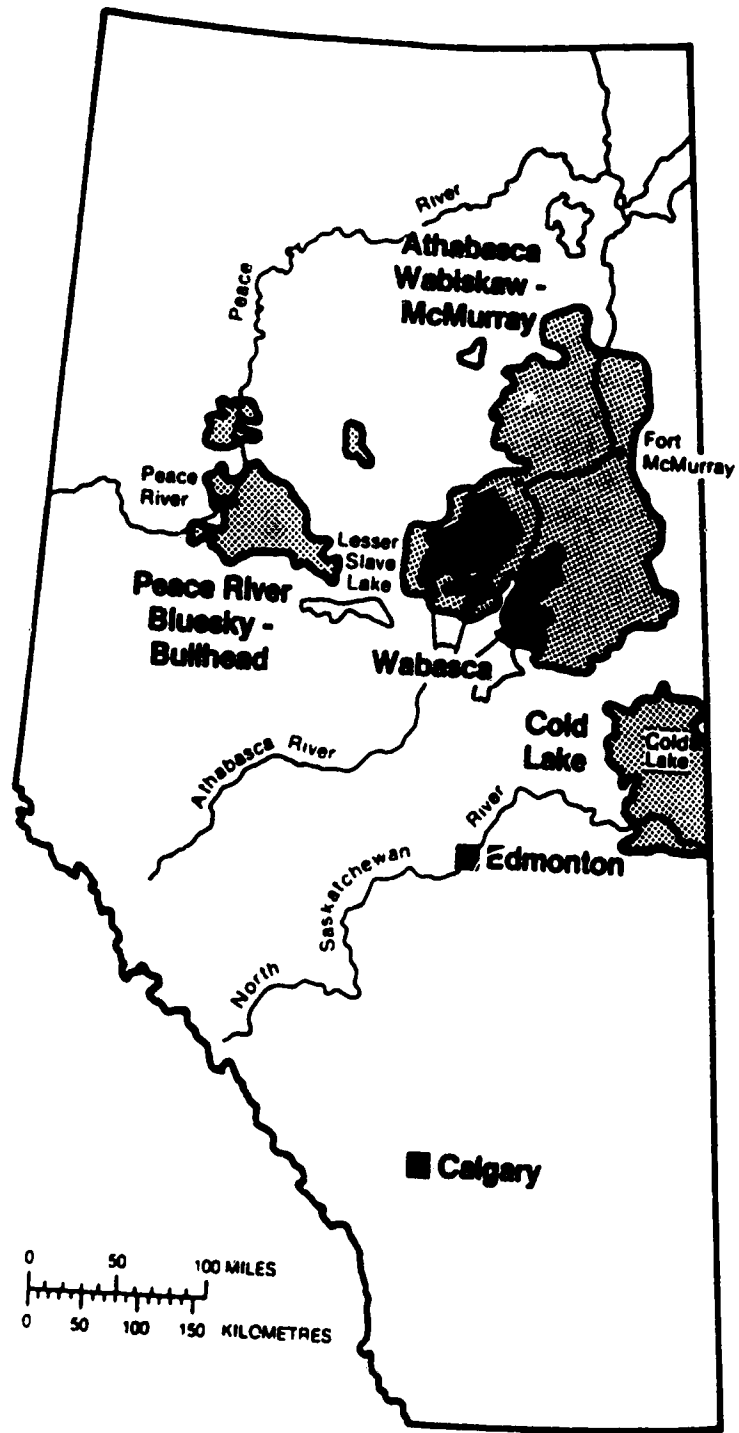 River
Peace
Athabasca
Wabiskaw -
McMurray
Fort
McMurray
Peace
River
Lesser
Slave
Lake
Peace River
Bluesky -
Bullhead
Wabasca
Cold
Lake
Cold
Lake
Athabasca River
River
Saskatchewan
North
Edmonton
Calgary
0 50 100 MILES
0 50 100 150 KILOMETRES